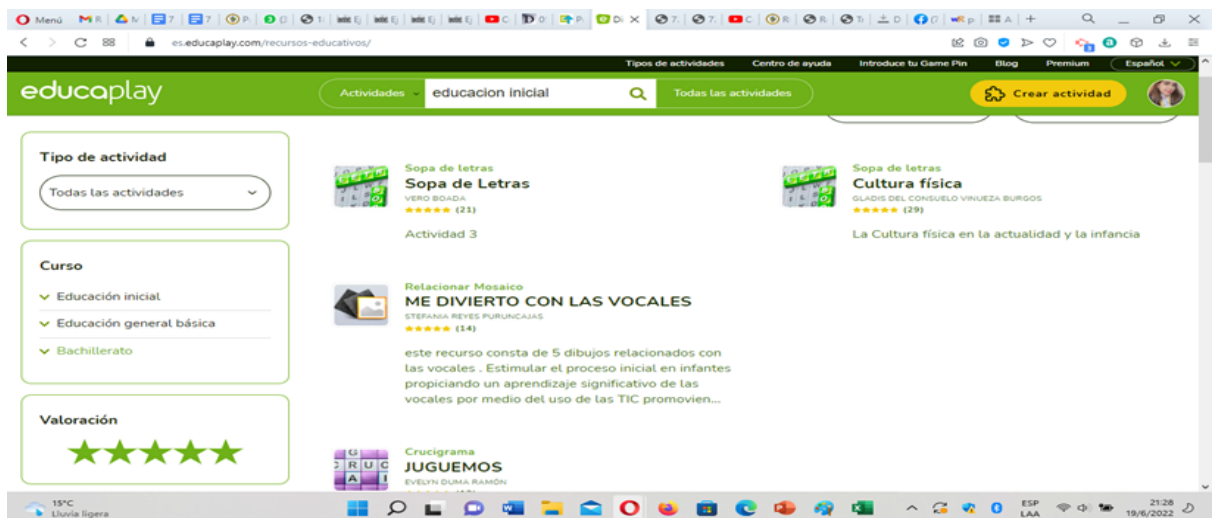 Menú
es.educaplay.com/recursos-educativos/
Tipos de actividades Centro de ayuda Introduce tu Game Pin Blog Premium Español
educaplay
Actividades educacion inicial Todas las actividades Crear actividad
Tipo de actividad
Todas las actividades
Curso
Educación inicial
Educación general básica
Bachillerato
Valoración
Sopa de letras
Sopa de Letras
VERO BOADA
(21)
Actividad 3
Sopa de letras
Cultura física
GLADIS DEL CONSUELO VINUEZA BURGOS
(29)
La Cultura física en la actualidad y la infancia
Relacionar Mosaico
ME DIVIERTO CON LAS VOCALES
STEFANIA REYES PURUNCAJAS
(14)
este recurso consta de 5 dibujos relacionados con
las vocales . Estimular el proceso inicial en infantes
propiciando un aprendizaje significativo de las
vocales por medio del uso de las TIC promovien...
Crucigrama
JUGUEMOS
EVELYN DUMA RAMÓN
15°C
Lluvia ligera
ESP
LAA
21:28
19/6/2022